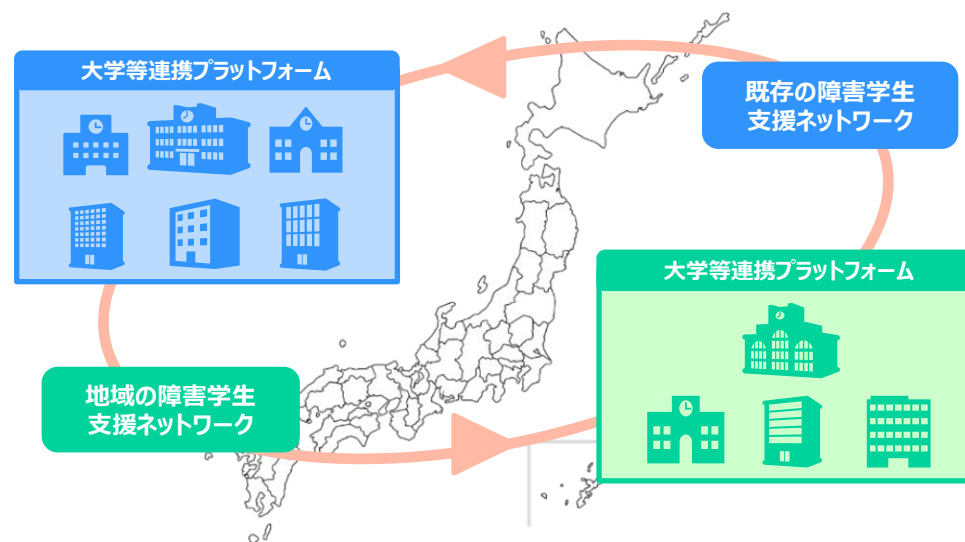 大学等連携プラットフォーム
既存の障害学生
支援ネットワーク
大学等連携プラットフォーム
地域の障害学生
支援ネットワーク